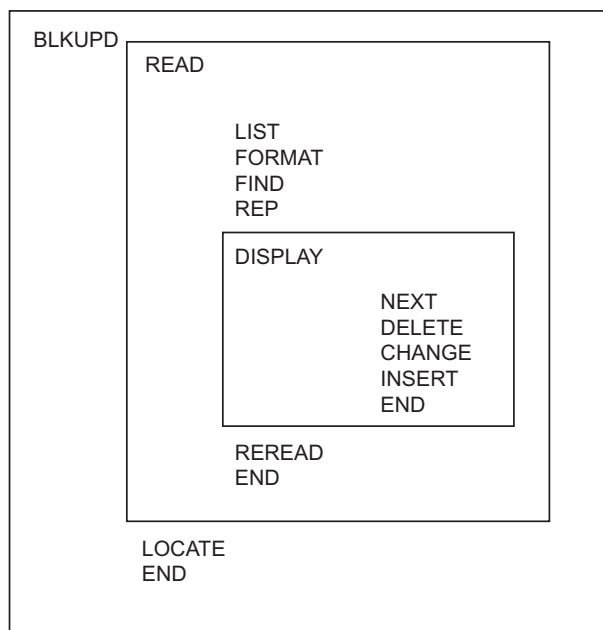 BLKUPD
READ
LIST
FORMAT
FIND
REP
DISPLAY
NEXT
DELETE
CHANGE
INSERT
END
REREAD
END
LOCATE
END